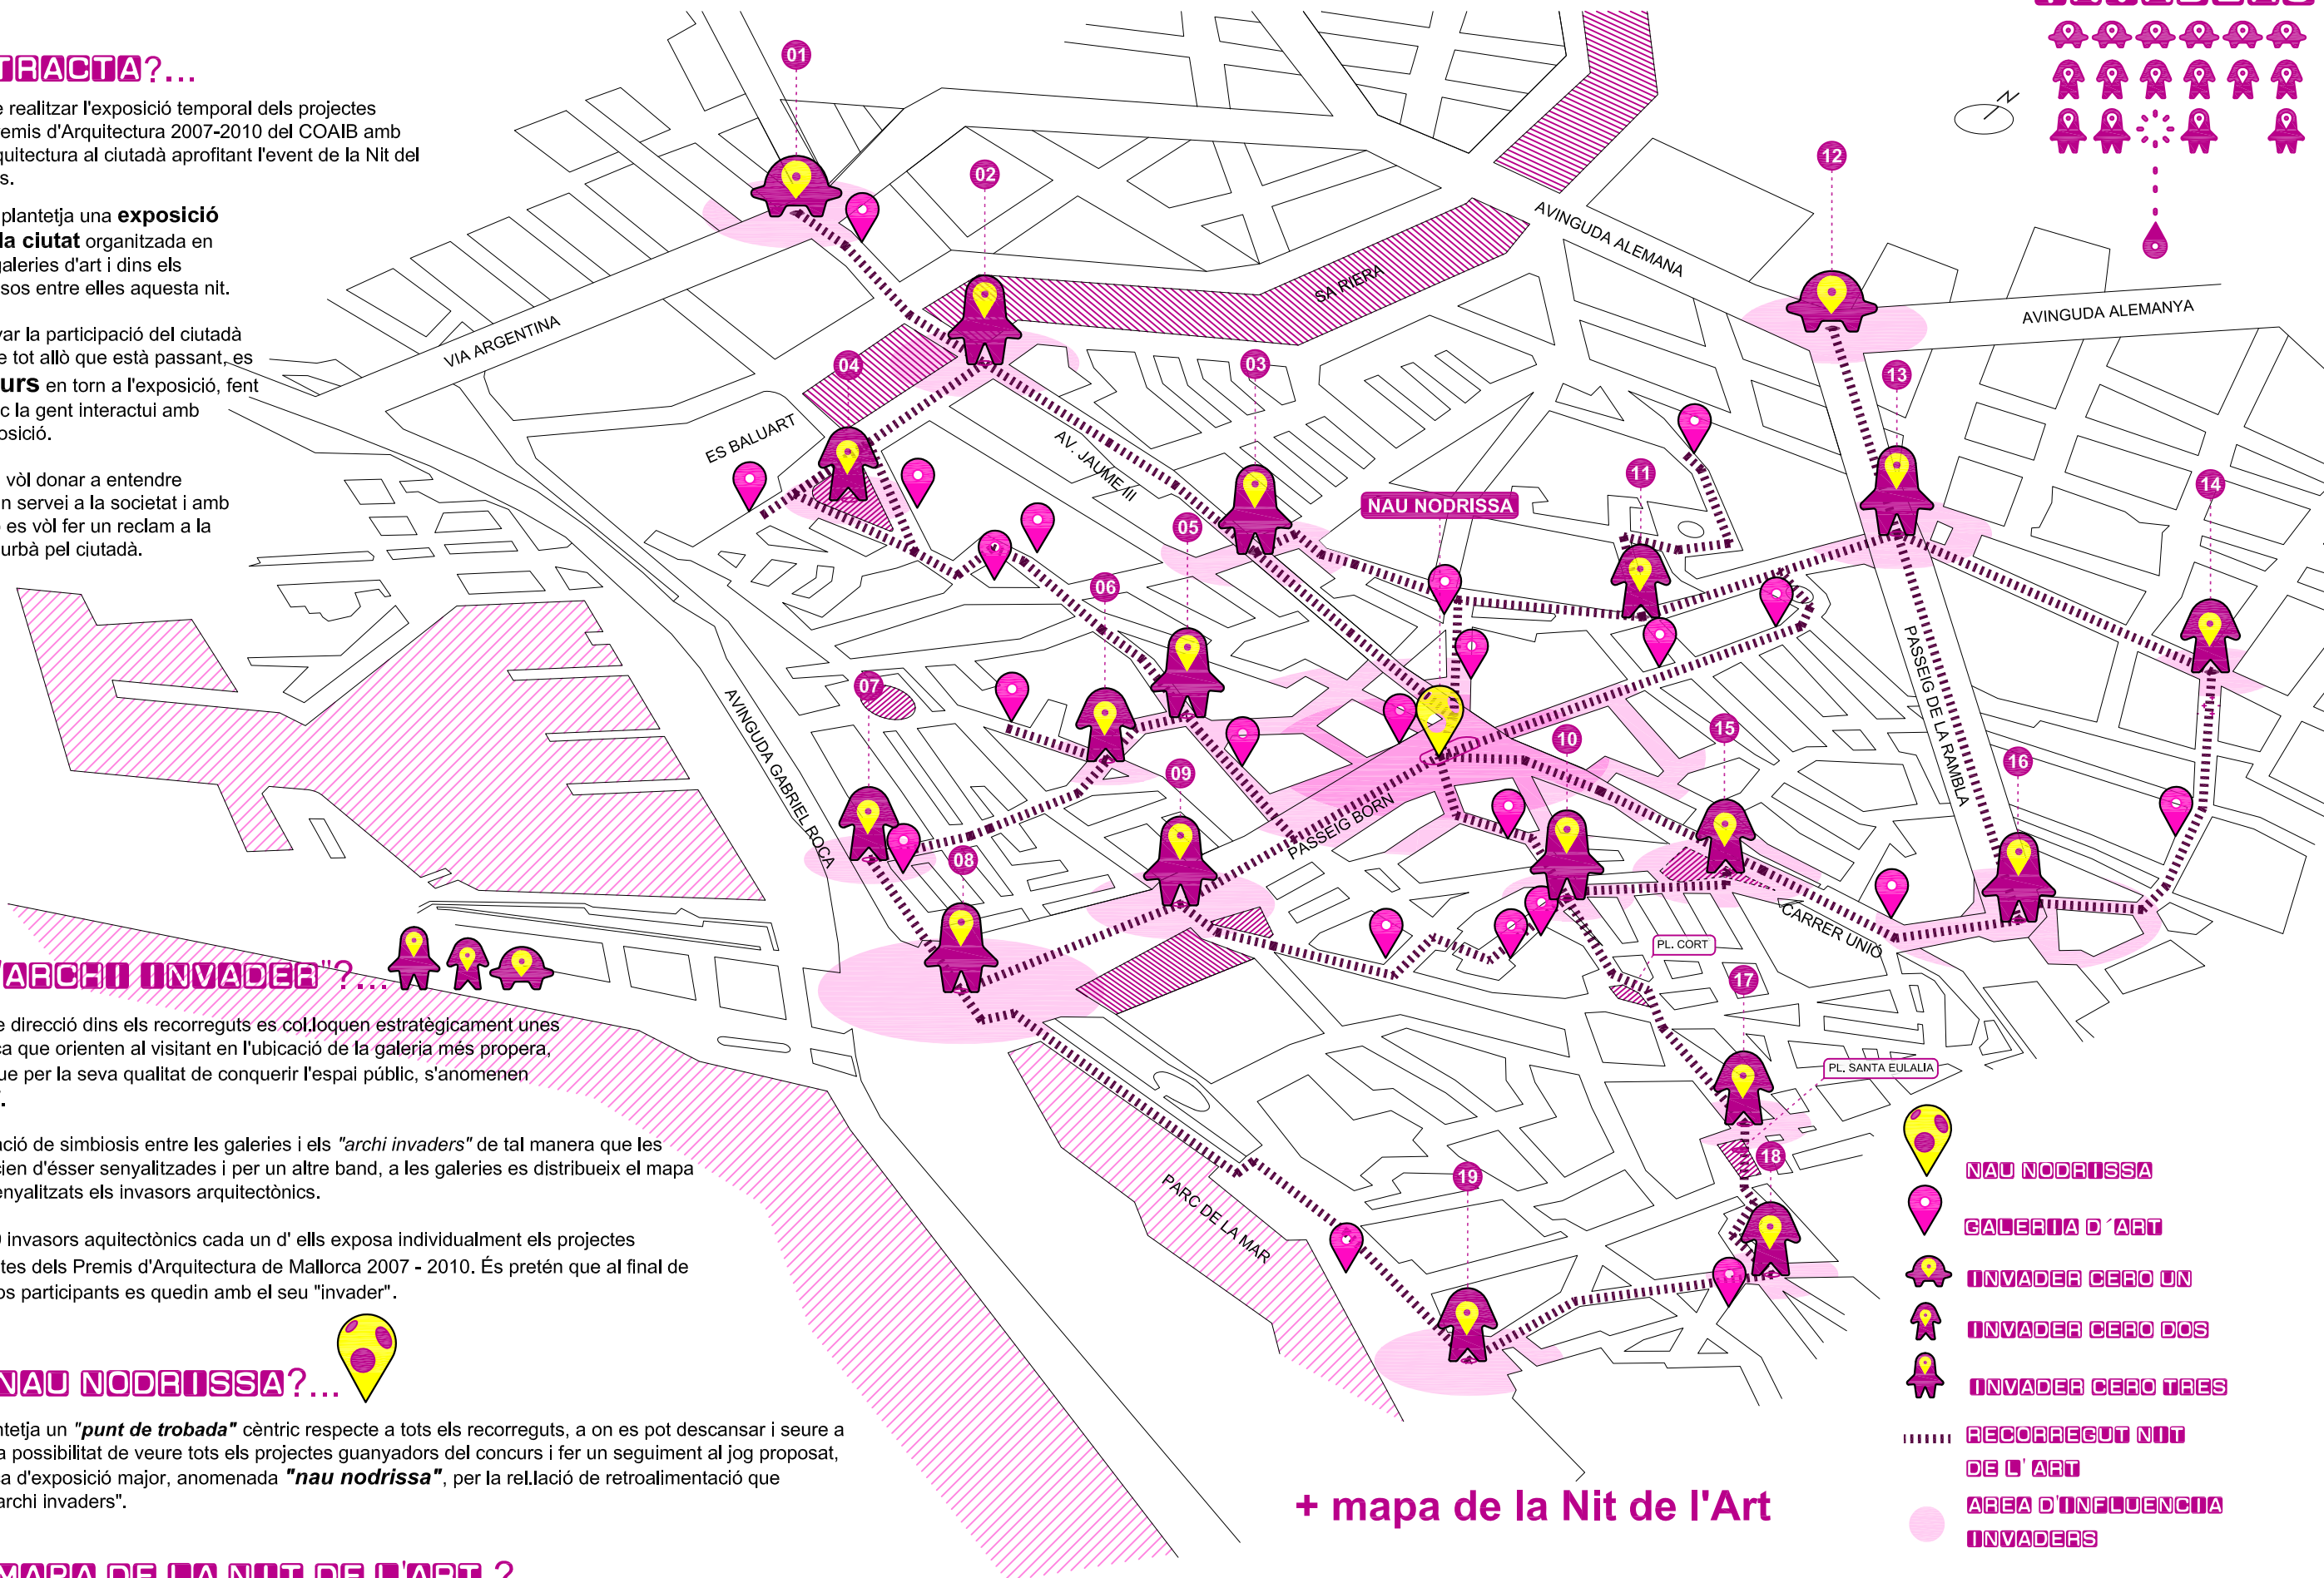 TRACTA?...
realitzar l'exposició temporal dels projectes
d'Arquitectura 2007-2010 del COAIB amb
al ciutadà aprofitant l'event de la Nit del
plantetja una exposició
la ciutat organitzada en
galeries d'art i dins els
entre elles aquesta nit.
la participació del ciutadà
tot allò que està passant, es
en torn a l'exposició, fent
la gent interactui amb
vòl donar a entendre
servei a la societat i amb
es vòl fer un reclam a la
urbà pel ciutadà.
"ARCHI INVADER"?...
direcció dins els recorreguts es col.loquen estratègicament unes
que orienten al visitant en l'ubicació de la galeria més propera,
per la seva qualitat de conquerir l'espai públic, s'anomenen
de simbiosis entre les galeries i els "archi invaders" de tal manera que les
d'ésser senyalitzades i per un altre band, a les galeries es distribueix el mapa
els invasors arquitectònics.
invasors aquitectònics cada un d' ells exposa individualment els projectes
dels Premis d'Arquitectura de Mallorca 2007 - 2010. És pretén que al final de
participants es quedin amb el seu "invader".
NAU NODRISSA?...
un "punt de trobada" cèntric respecte a tots els recorreguts, a on es pot descansar i seure a
possibilitat de veure tots els projectes guanyadors del concurs i fer un seguiment al jog proposat,
d'exposició major, anomenada "nau nodrissa", per la rel.lació de retroalimentació que
archi invaders".
MAPA DE LA NIT DE L'ART ?
01
02
03
04
05
06
07
08
09
10
11
12
13
14
15
16
17
18
19
N
VIA ARGENTINA
SA RIERA
AVINGUDA ALEMANA
AVINGUDA ALEMANYA
ES BALUART
AV. JAUME III
NAU NODRISSA
AVINGUDA GABRIEL ROCA
PASSEIG BORN
PASSEIG DE LA RAMBLA
CARRER UNIÓ
PL. CORT
PL. SANTA EULALIA
PARC DE LA MAR
NAU NODRISSA
GALERIA D´ART
INVADER CERO UN
INVADER CERO DOS
INVADER CERO TRES
RECORREGUT NIT
DE L' ART
AREA D'INFLUENCIA
INVADERS
+ mapa de la Nit de l'Art